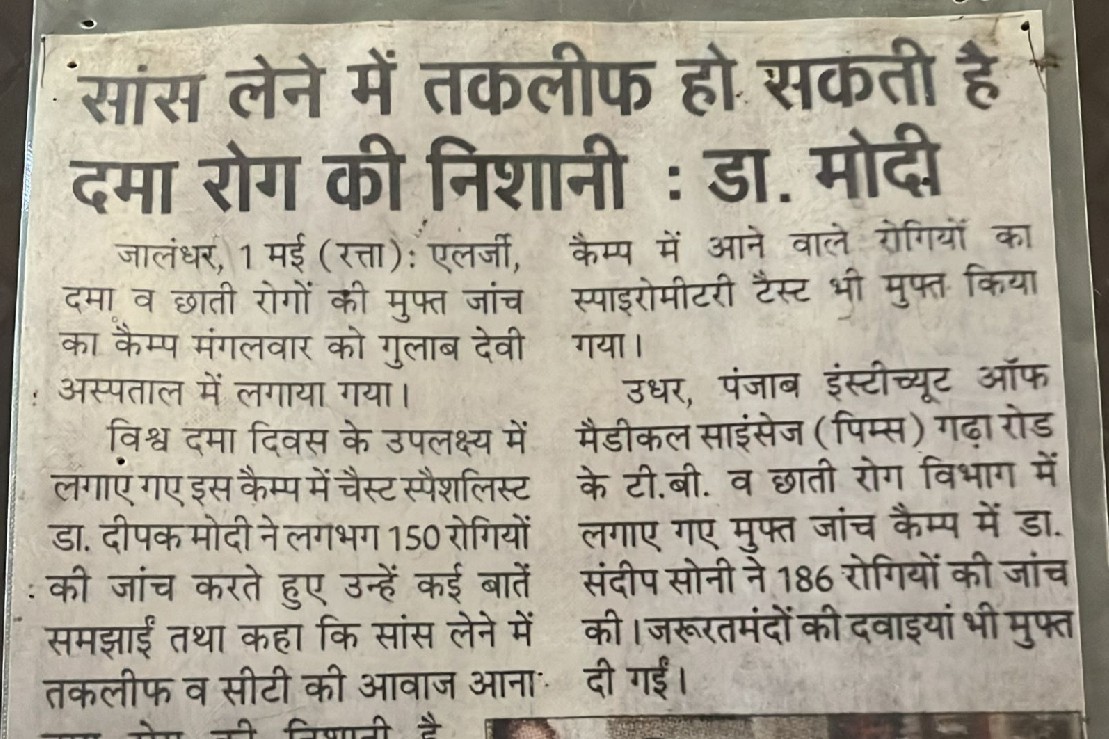 सांस लेने में तकलीफ हो सकती है
दमा रोग की निशानी : डा. मोदी
जालंधर, 1 मई (रत्ता): एलर्जी,
दमा व छाती रोगों की मुफ्त जांच
का कैम्प मंगलवार को गुलाब देवी
अस्पताल में लगाया गया।
विश्व दमा दिवस के उपलक्ष्य में
लगाए गए इस कैम्प में चैस्ट स्पैशलिस्ट
डा. दीपक मोदी ने लगभग 150 रोगियों
की जांच करते हुए उन्हें कई बातें
समझाईं तथा कहा कि सांस लेने में
तकलीफ व सीटी की आवाज आना
दमा रोग की निशानी है
कैम्प में आने वाले रोगियों का
स्पाइरोमीटरी टैस्ट भी मुफ्त किया
गया।
उधर, पंजाब इंस्टीच्यूट ऑफ
मैडीकल साइंसेज (पिम्स) गढ़ा रोड
के टी.बी. व छाती रोग विभाग में
लगाए गए मुफ्त जांच कैम्प में डा.
संदीप सोनी ने 186 रोगियों की जांच
की। जरूरतमंदों की दवाइयां भी मुफ्त
दी गईं।